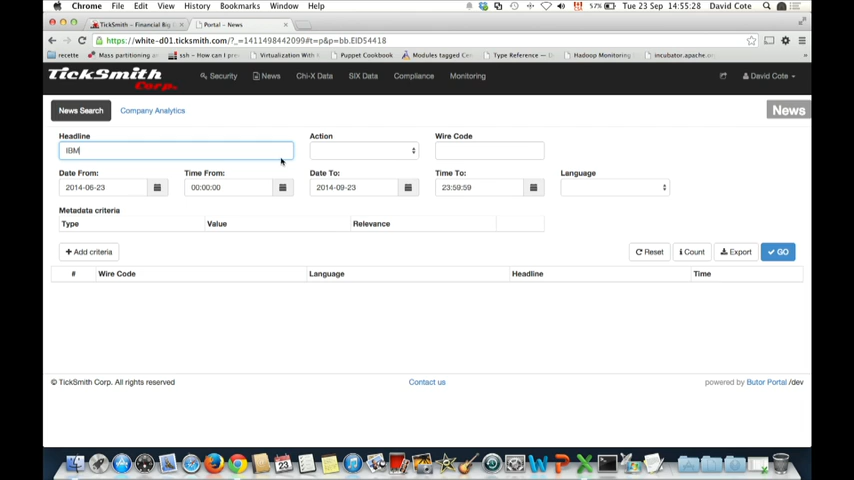 Chrome File Edit View History Bookmarks Window Help 57% Tue 23 Sep 14:55:28 David Cote
TickSmith – Financial Big Portal – News
https://white-d01.ticksmith.com/?_=1411498442099#t=p&p=bb.EID54418
recette Mass partitioning ar ssh – How can I prev Virtualization With Puppet Cookbook Modules tagged Type Reference — Hadoop Monitoring incubator.apache.or
TICKSMITH Corp. Security News Chi-X Data SIX Data Compliance Monitoring David Cote
News Search Company Analytics News
Headline Action Wire Code
IBM
Date From: Time From: Date To: Time To: Language
2014-06-23 00:00:00 2014-09-23 23:59:59
Metadata criteria
Type Value Relevance
+ Add criteria Reset Count Export GO
# Wire Code Language Headline Time
© TickSmith Corp. All rights reserved Contact us powered by Butor Portal /dev
23